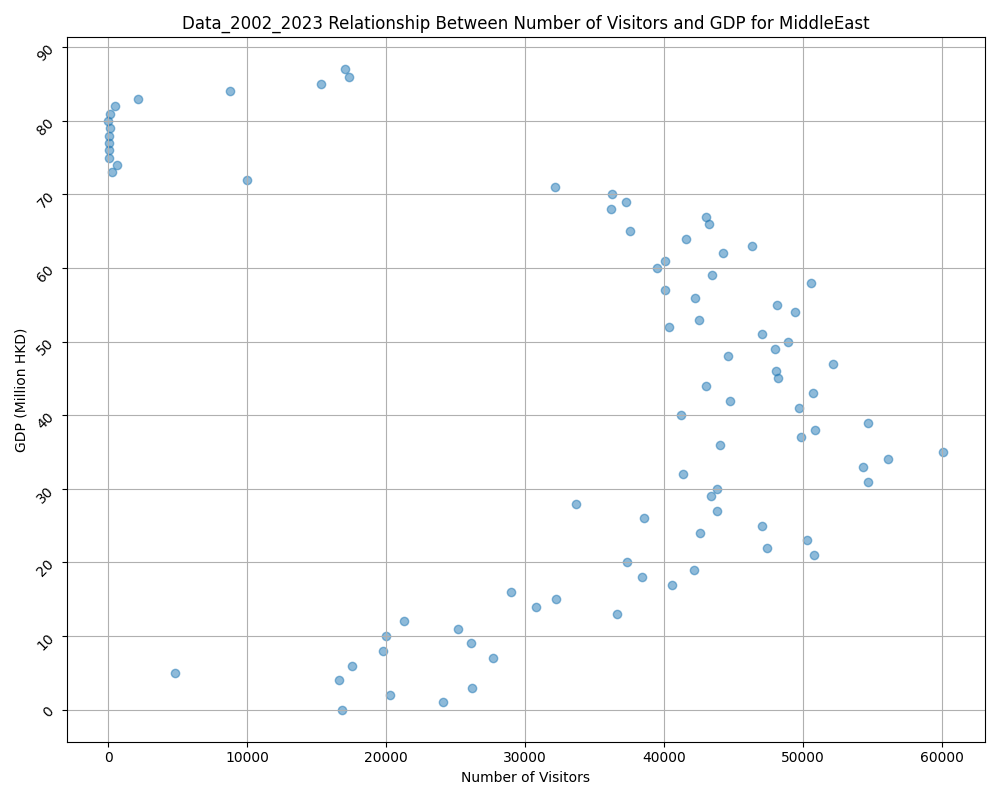 Data_2002_2023 Relationship Between Number of Visitors and GDP for MiddleEast
90
80
70
60
50
40
30
20
10
0
GDP (Million HKD)
0 10000 20000 30000 40000 50000 60000
Number of Visitors